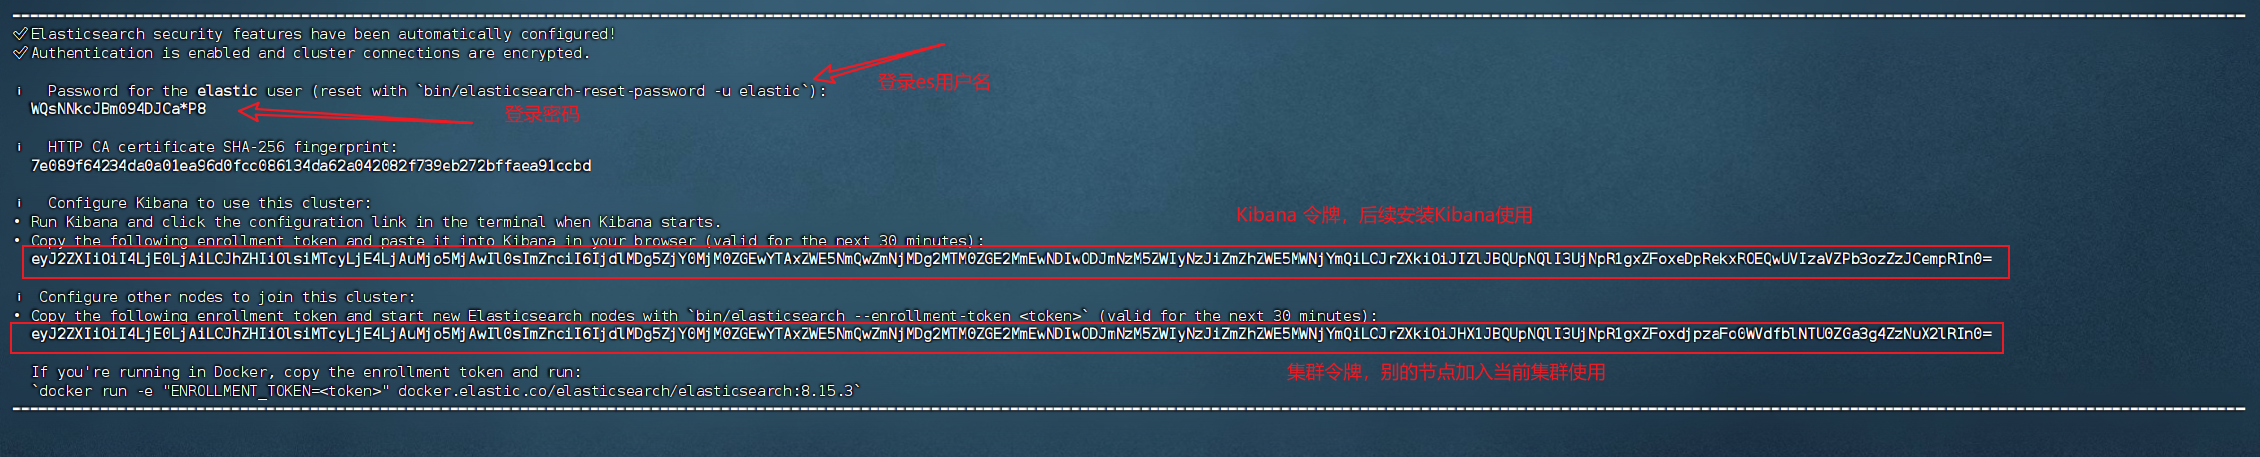 Elasticsearch security features have been automatically configured!
Authentication is enabled and cluster connections are encrypted.
登录es用户名
i Password for the elastic user (reset with `bin/elasticsearch-reset-password -u elastic`):
WQsNNkcJBm094DJCa*P8
登录密码
i HTTP CA certificate SHA-256 fingerprint:
7e089f64234da0a01ea96d0fcc086134da62a042082f739eb272bffaea91ccbd
i Configure Kibana to use this cluster:
• Run Kibana and click the configuration link in the terminal when Kibana starts.
Kibana 令牌，后续安装Kibana使用
• Copy the following enrollment token and paste it into Kibana in your browser (valid for the next 30 minutes):
eyJ2ZXIiOiI4LjE0LjAiLCJhZHIiOlsiMTcyLjE4LjAuMjo5MjAwIl0sImZnciI6IjdlMDg5ZjY0MjM0ZGEwYTAxZWE5NmQwZmNjMDg2MTM0ZGE2MmEwNDIwODJmNzM5ZWIyNzJiZmZhZWE5MWNjYmQiLCJrZXkiOiJIZlJBQUpNQlI3UjNpR1gxZFoxeDpRekxROEQwUVIzaVZPb3ozZzJCempRIn0=
i Configure other nodes to join this cluster:
• Copy the following enrollment token and start new Elasticsearch nodes with `bin/elasticsearch --enrollment-token <token>` (valid for the next 30 minutes):
eyJ2ZXIiOiI4LjE0LjAiLCJhZHIiOlsiMTcyLjE4LjAuMjo5MjAwIl0sImZnciI6IjdlMDg5ZjY0MjM0ZGEwYTAxZWE5NmQwZmNjMDg2MTM0ZGE2MmEwNDIwODJmNzM5ZWIyNzJiZmZhZWE5MWNjYmQiLCJrZXkiOiJHX1JBQUpNQlI3UjNpR1gxZFoxdjpzaFc0WVdfblNTU0ZGa3g4ZzNuX2lRIn0=
集群令牌，别的节点加入当前集群使用
If you're running in Docker, copy the enrollment token and run:
`docker run -e "ENROLLMENT_TOKEN=<token>" docker.elastic.co/elasticsearch/elasticsearch:8.15.3`